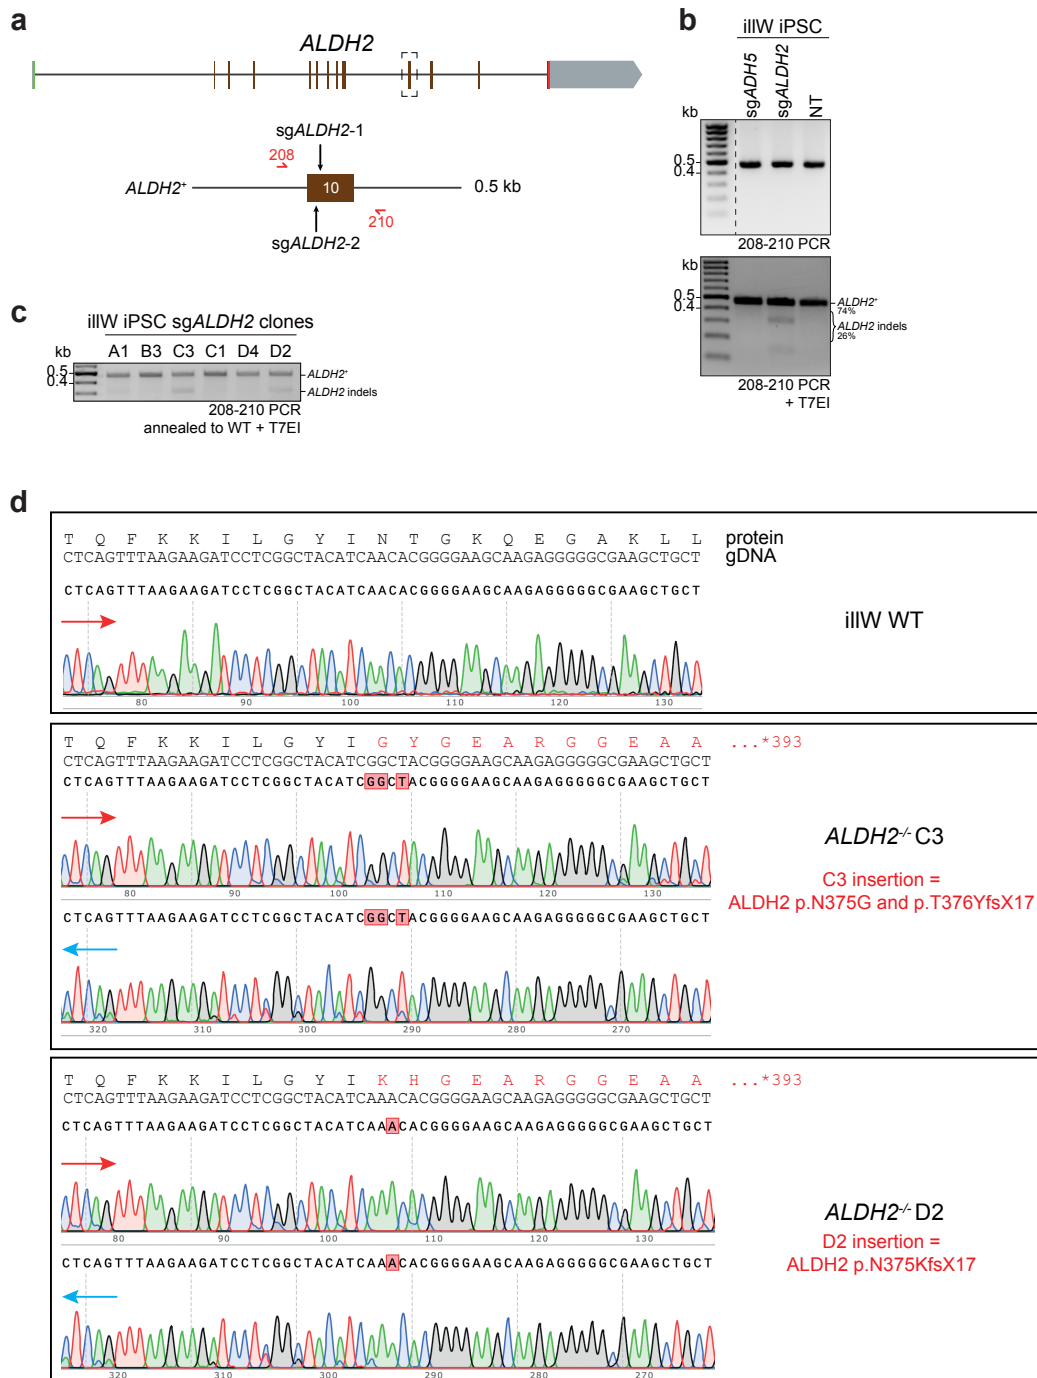 a
ALDH2
sgALDH2-1
208
ALDH2⁺
10
0.5 kb
210
sgALDH2-2
b
illW iPSC
sgADH5
sgALDH2
NT
kb
0.5
0.4
208-210 PCR
kb
0.5
0.4
ALDH2⁺
74%
ALDH2 indels
26%
208-210 PCR
+ T7EI
c
illW iPSC sgALDH2 clones
kb
A1 B3 C3 C1 D4 D2
0.5
0.4
ALDH2⁺
ALDH2 indels
208-210 PCR
annealed to WT + T7EI
d
T Q F K K I L G Y I N T G K Q E G A K L L protein
CTCAGTTTAAGAAGATCCTCGGCTACATCAACACGGGGAAGCAAGAGGGGGCGAAGCTGCT gDNA
CTCAGTTTAAGAAGATCCTCGGCTACATCAACACGGGGAAGCAAGAGGGGGCGAAGCTGCT
80 90 100 110 120 130
illW WT
T Q F K K I L G Y I G Y G E A R G G E A A ...*393
CTCAGTTTAAGAAGATCCTCGGCTACATCGGCTACGGGGAAGCAAGAGGGGGCGAAGCTGCT
CTCAGTTTAAGAAGATCCTCGGCTACATCGGCTACGGGGAAGCAAGAGGGGGCGAAGCTGCT
80 90 100 110 120 130
CTCAGTTTAAGAAGATCCTCGGCTACATCGGCTACGGGGAAGCAAGAGGGGGCGAAGCTGCT
320 310 300 290 280 270
ALDH2⁻/⁻ C3
C3 insertion =
ALDH2 p.N375G and p.T376YfsX17
T Q F K K I L G Y I K H G E A R G G E A A ...*393
CTCAGTTTAAGAAGATCCTCGGCTACATCAAACACGGGGAAGCAAGAGGGGGCGAAGCTGCT
CTCAGTTTAAGAAGATCCTCGGCTACATCAAACACGGGGAAGCAAGAGGGGGCGAAGCTGCT
80 90 100 110 120 130
CTCAGTTTAAGAAGATCCTCGGCTACATCAAACACGGGGAAGCAAGAGGGGGCGAAGCTGCT
320 310 300 290 280 270
ALDH2⁻/⁻ D2
D2 insertion =
ALDH2 p.N375KfsX17